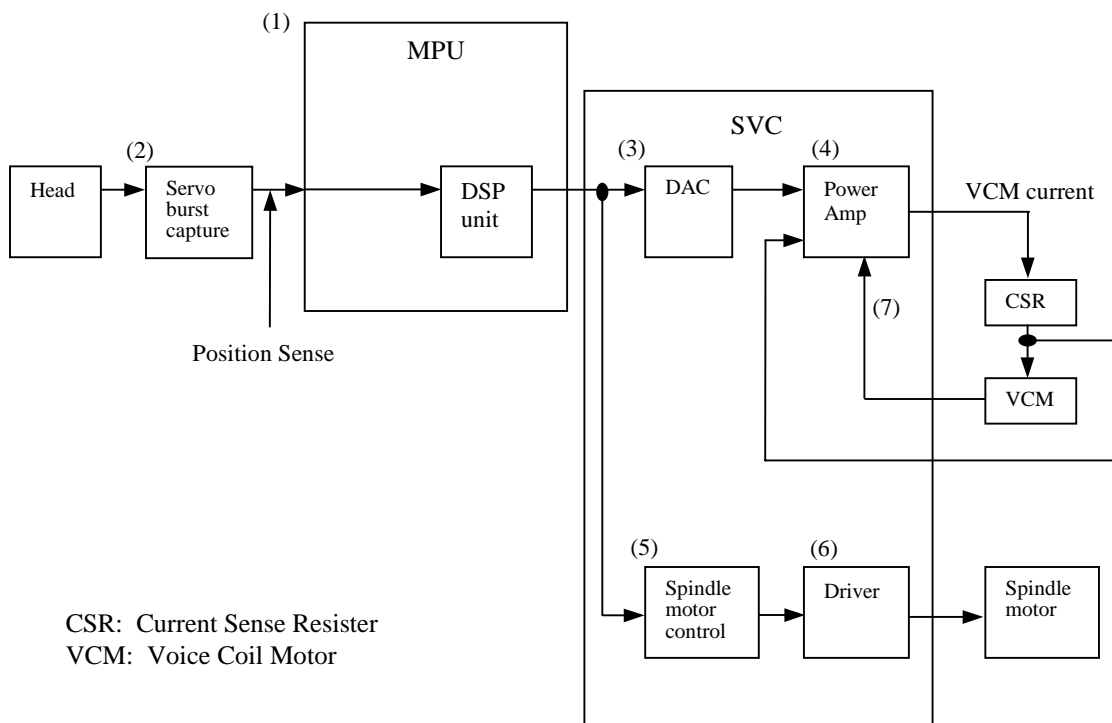 (1)
MPU
SVC
(2)
(3)
(4)
Head
Servo
burst
capture
DSP
unit
DAC
Power
Amp
VCM current
(7)
CSR
Position Sense
VCM
(5)
(6)
Spindle
motor
control
Driver
Spindle
motor
CSR: Current Sense Resister
VCM: Voice Coil Motor